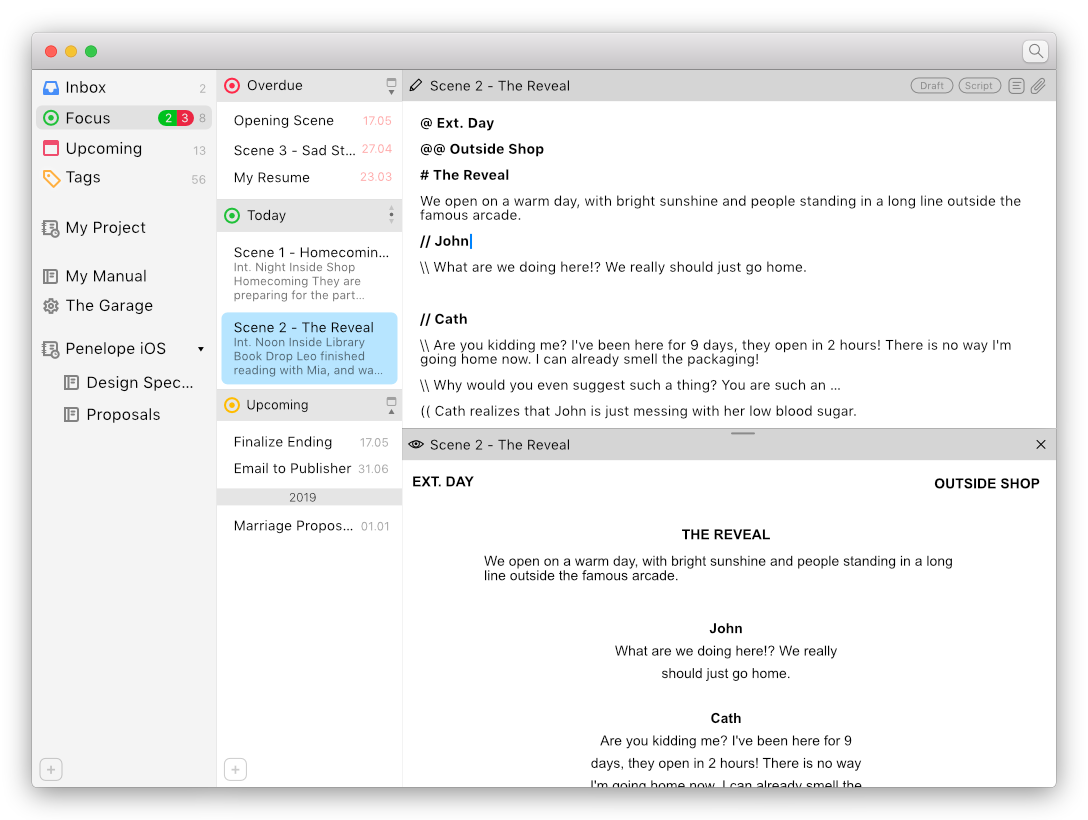 Inbox 2
Focus 2 3 8
Upcoming 13
Tags 56
My Project
My Manual
The Garage
Penelope iOS
Design Spec...
Proposals
Overdue
Opening Scene 17.05
Scene 3 - Sad St... 27.04
My Resume 23.03
Today
Scene 1 - Homecomin...
Int. Night Inside Shop
Homecoming They are
preparing for the part...
Scene 2 - The Reveal
Int. Noon Inside Library
Book Drop Leo finished
reading with Mia, and wa...
Upcoming
Finalize Ending 17.05
Email to Publisher 31.06
2019
Marriage Propos... 01.01
Scene 2 - The Reveal Draft Script
@ Ext. Day
@@ Outside Shop
# The Reveal
We open on a warm day, with bright sunshine and people standing in a long line outside the
famous arcade.
// John
\\ What are we doing here!? We really should just go home.
// Cath
\\ Are you kidding me? I've been here for 9 days, they open in 2 hours! There is no way I'm
going home now. I can already smell the packaging!
\\ Why would you even suggest such a thing? You are such an ...
(( Cath realizes that John is just messing with her low blood sugar.
Scene 2 - The Reveal
EXT. DAY OUTSIDE SHOP
THE REVEAL
We open on a warm day, with bright sunshine and people standing in a long
line outside the famous arcade.
John
What are we doing here!? We really
should just go home.
Cath
Are you kidding me? I've been here for 9
days, they open in 2 hours! There is no way
I'm going home now. I can already smell the